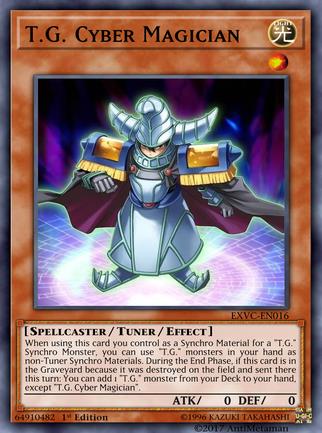 T.G. Cyber Magician
LIGHT
光
EXVC-EN016
[Spellcaster / Tuner / Effect]
When using this card you control as a Synchro Material for a "T.G."
Synchro Monster, you can use "T.G." monsters in your hand as
non-Tuner Synchro Materials. During the End Phase, if this card is in
the Graveyard because it was destroyed on the field and sent there
this turn: You can add 1 "T.G." monster from your Deck to your hand,
except "T.G. Cyber Magician".
ATK/ 0 DEF/ 0
64910482 1st Edition ©1996 KAZUKI TAKAHASHI
©2017 AntiMetaman